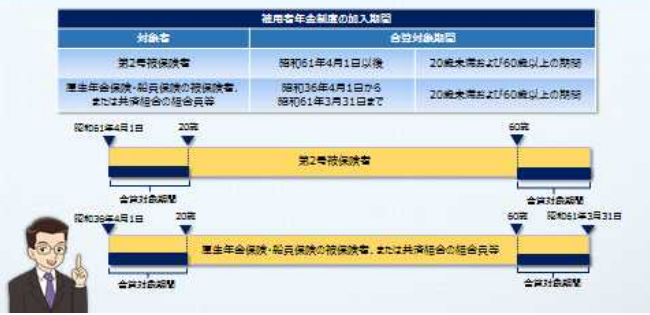 被用者年金制度の加入期間
対象者 合算対象期間
第2号被保険者 昭和61年4月1日以後 20歳未満および60歳以上の期間
厚生年金保険・船員保険の被保険者、
または共済組合の組合員等
昭和36年4月1日から
昭和61年3月31日まで
20歳未満および60歳以上の期間
昭和61年4月1日 20歳 60歳
第2号被保険者
合算対象期間 合算対象期間
昭和36年4月1日 20歳 60歳 昭和61年3月31日
厚生年金保険・船員保険の被保険者、または共済組合の組合員等
合算対象期間 合算対象期間